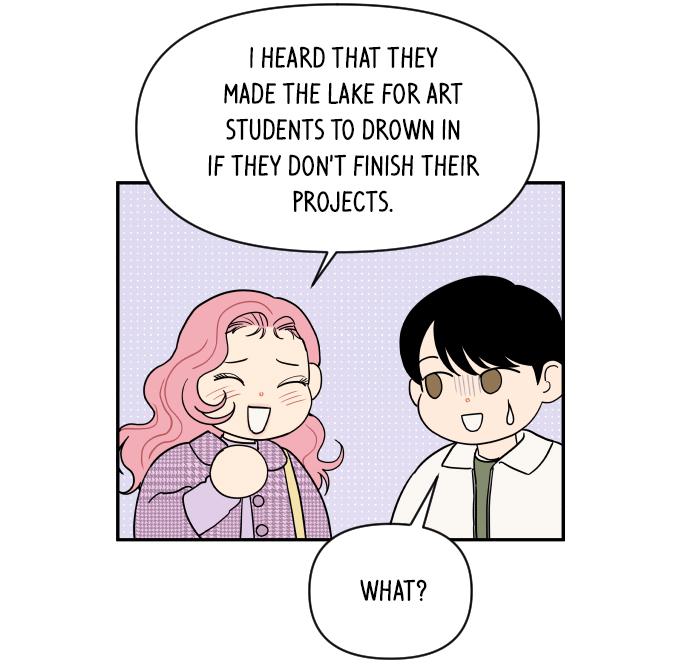 I HEARD THAT THEY
MADE THE LAKE FOR ART
STUDENTS TO DROWN IN
IF THEY DON'T FINISH THEIR
PROJECTS.
WHAT?